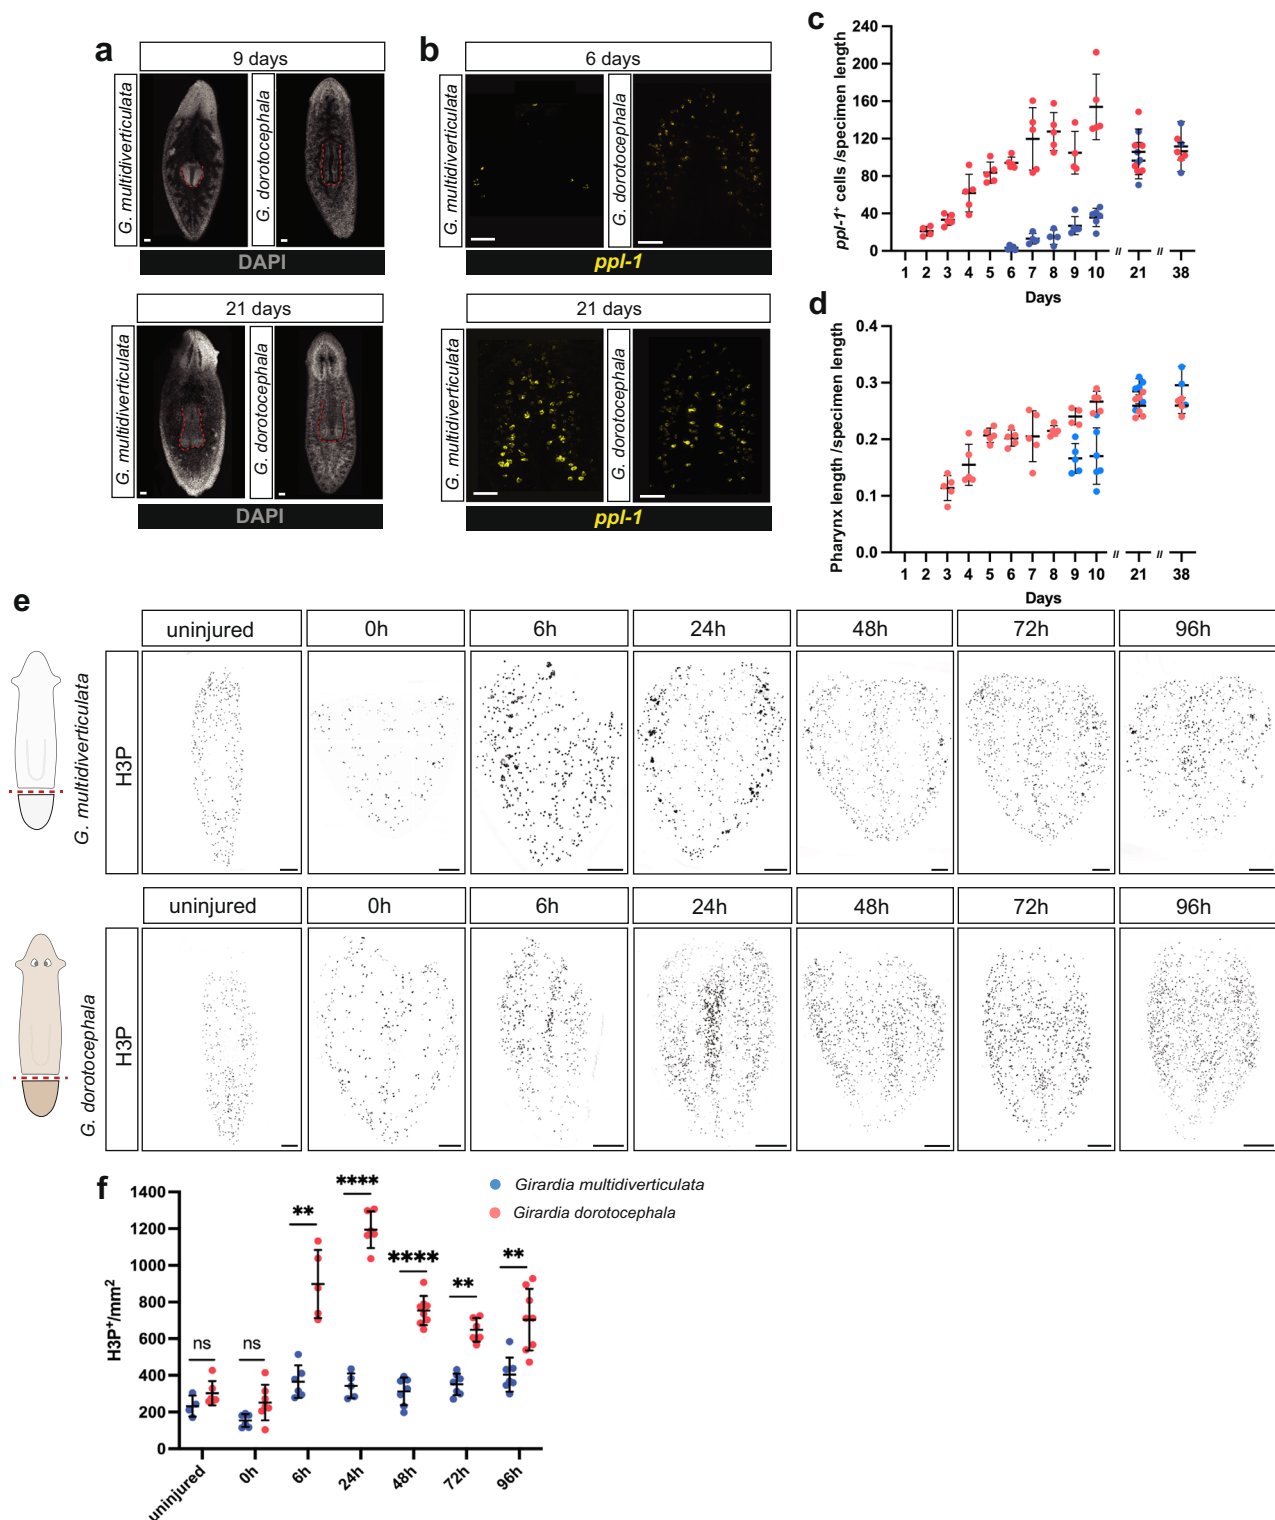 a
9 days
G. multidiverticulata
G. dorotocephala
DAPI
21 days
G. multidiverticulata
G. dorotocephala
DAPI
b
6 days
G. multidiverticulata
G. dorotocephala
ppl-1
21 days
G. multidiverticulata
G. dorotocephala
ppl-1
c
ppl-1+ cells /specimen length
240
200
160
120
80
40
0
1 2 3 4 5 6 7 8 9 10 // 21 // 38
Days
d
Pharynx length /specimen length
0.4
0.3
0.2
0.1
0.0
1 2 3 4 5 6 7 8 9 10 // 21 // 38
Days
e
uninjured 0h 6h 24h 48h 72h 96h
G. multidiverticulata
H3P
uninjured 0h 6h 24h 48h 72h 96h
G. dorotocephala
H3P
f
H3P+/mm2
1400
1200
1000
800
600
400
200
0
ns ns ** **** **** ** **
Girardia multidiverticulata
Girardia dorotocephala
uninjured 0h 6h 24h 48h 72h 96h